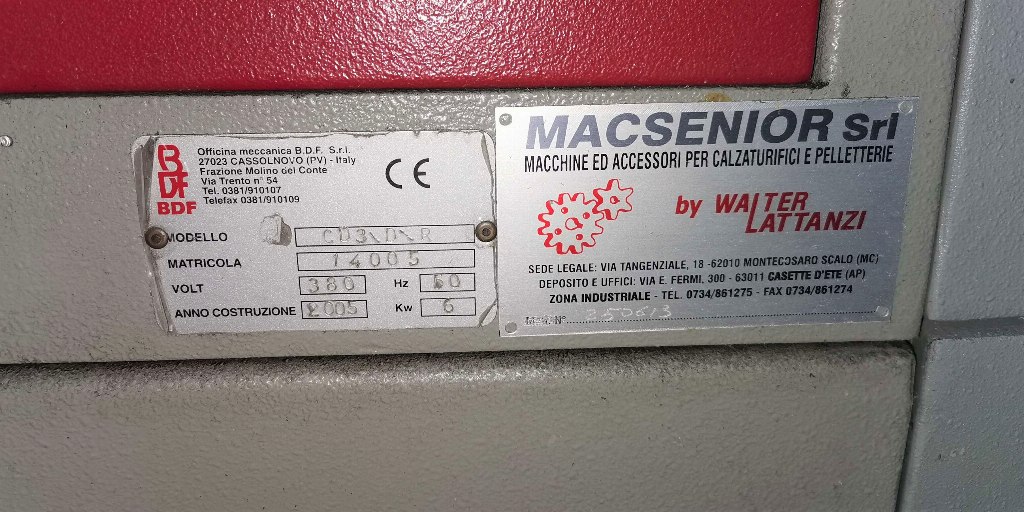 B
DF
BDF
Officina meccanica B.D.F. S.r.l.
27023 CASSOLNOVO (PV) - Italy
Frazione Molino del Conte
Via Trento n° 54
Tel. 0381/910107
Telefax 0381/910109
CE
MODELLO CD3\D\R
MATRICOLA 14005
VOLT 380 Hz 50
ANNO COSTRUZIONE 2005 Kw 6
MACSENIOR Srl
MACCHINE ED ACCESSORI PER CALZATURIFICI E PELLETTERIE
by WALTER
LATTANZI
SEDE LEGALE: VIA TANGENZIALE, 18 -62010 MONTECOSARO SCALO (MC)
DEPOSITO E UFFICI: VIA E. FERMI, 300 - 63011 CASETTE D'ETE (AP)
ZONA INDUSTRIALE - TEL. 0734/861275 - FAX 0734/861274